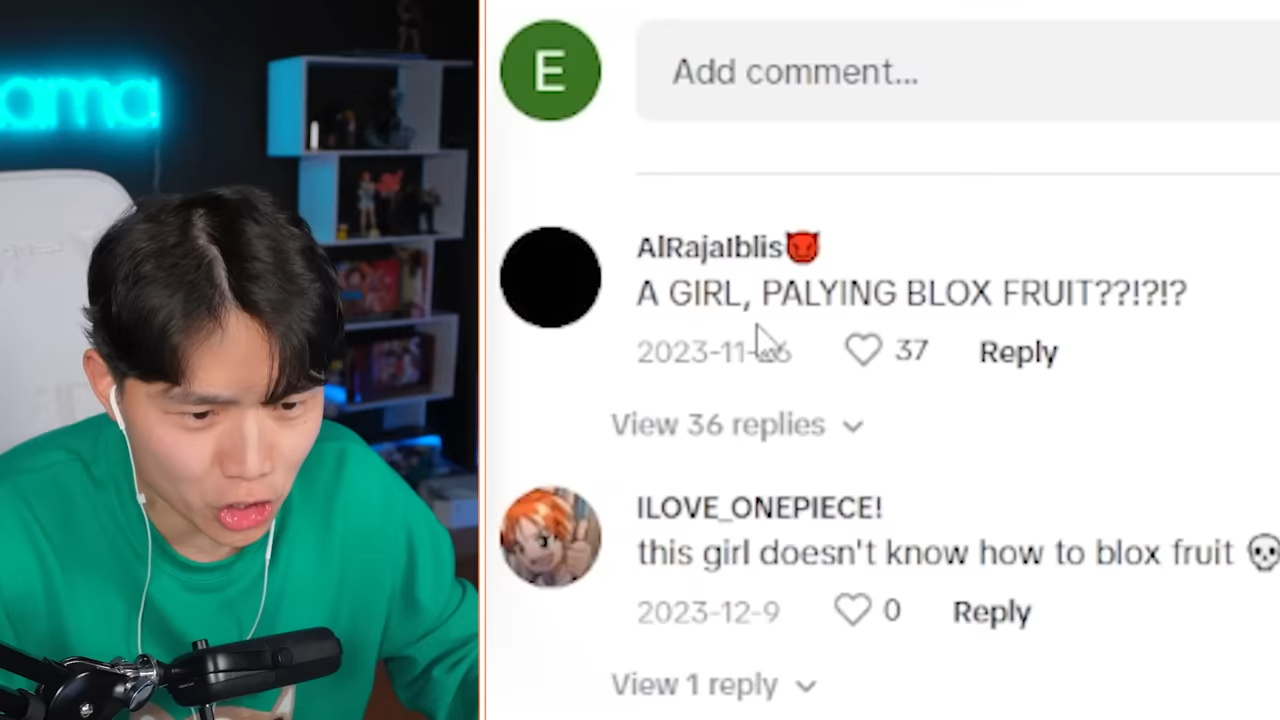 ama
E
Add comment...
AlRajaIblis😈
A GIRL, PALYING BLOX FRUIT??!?!?
37
Reply
View 36 replies
ILOVE_ONEPIECE!
this girl doesn't know how to blox fruit 💀
2023-12-9
0
Reply
View 1 reply